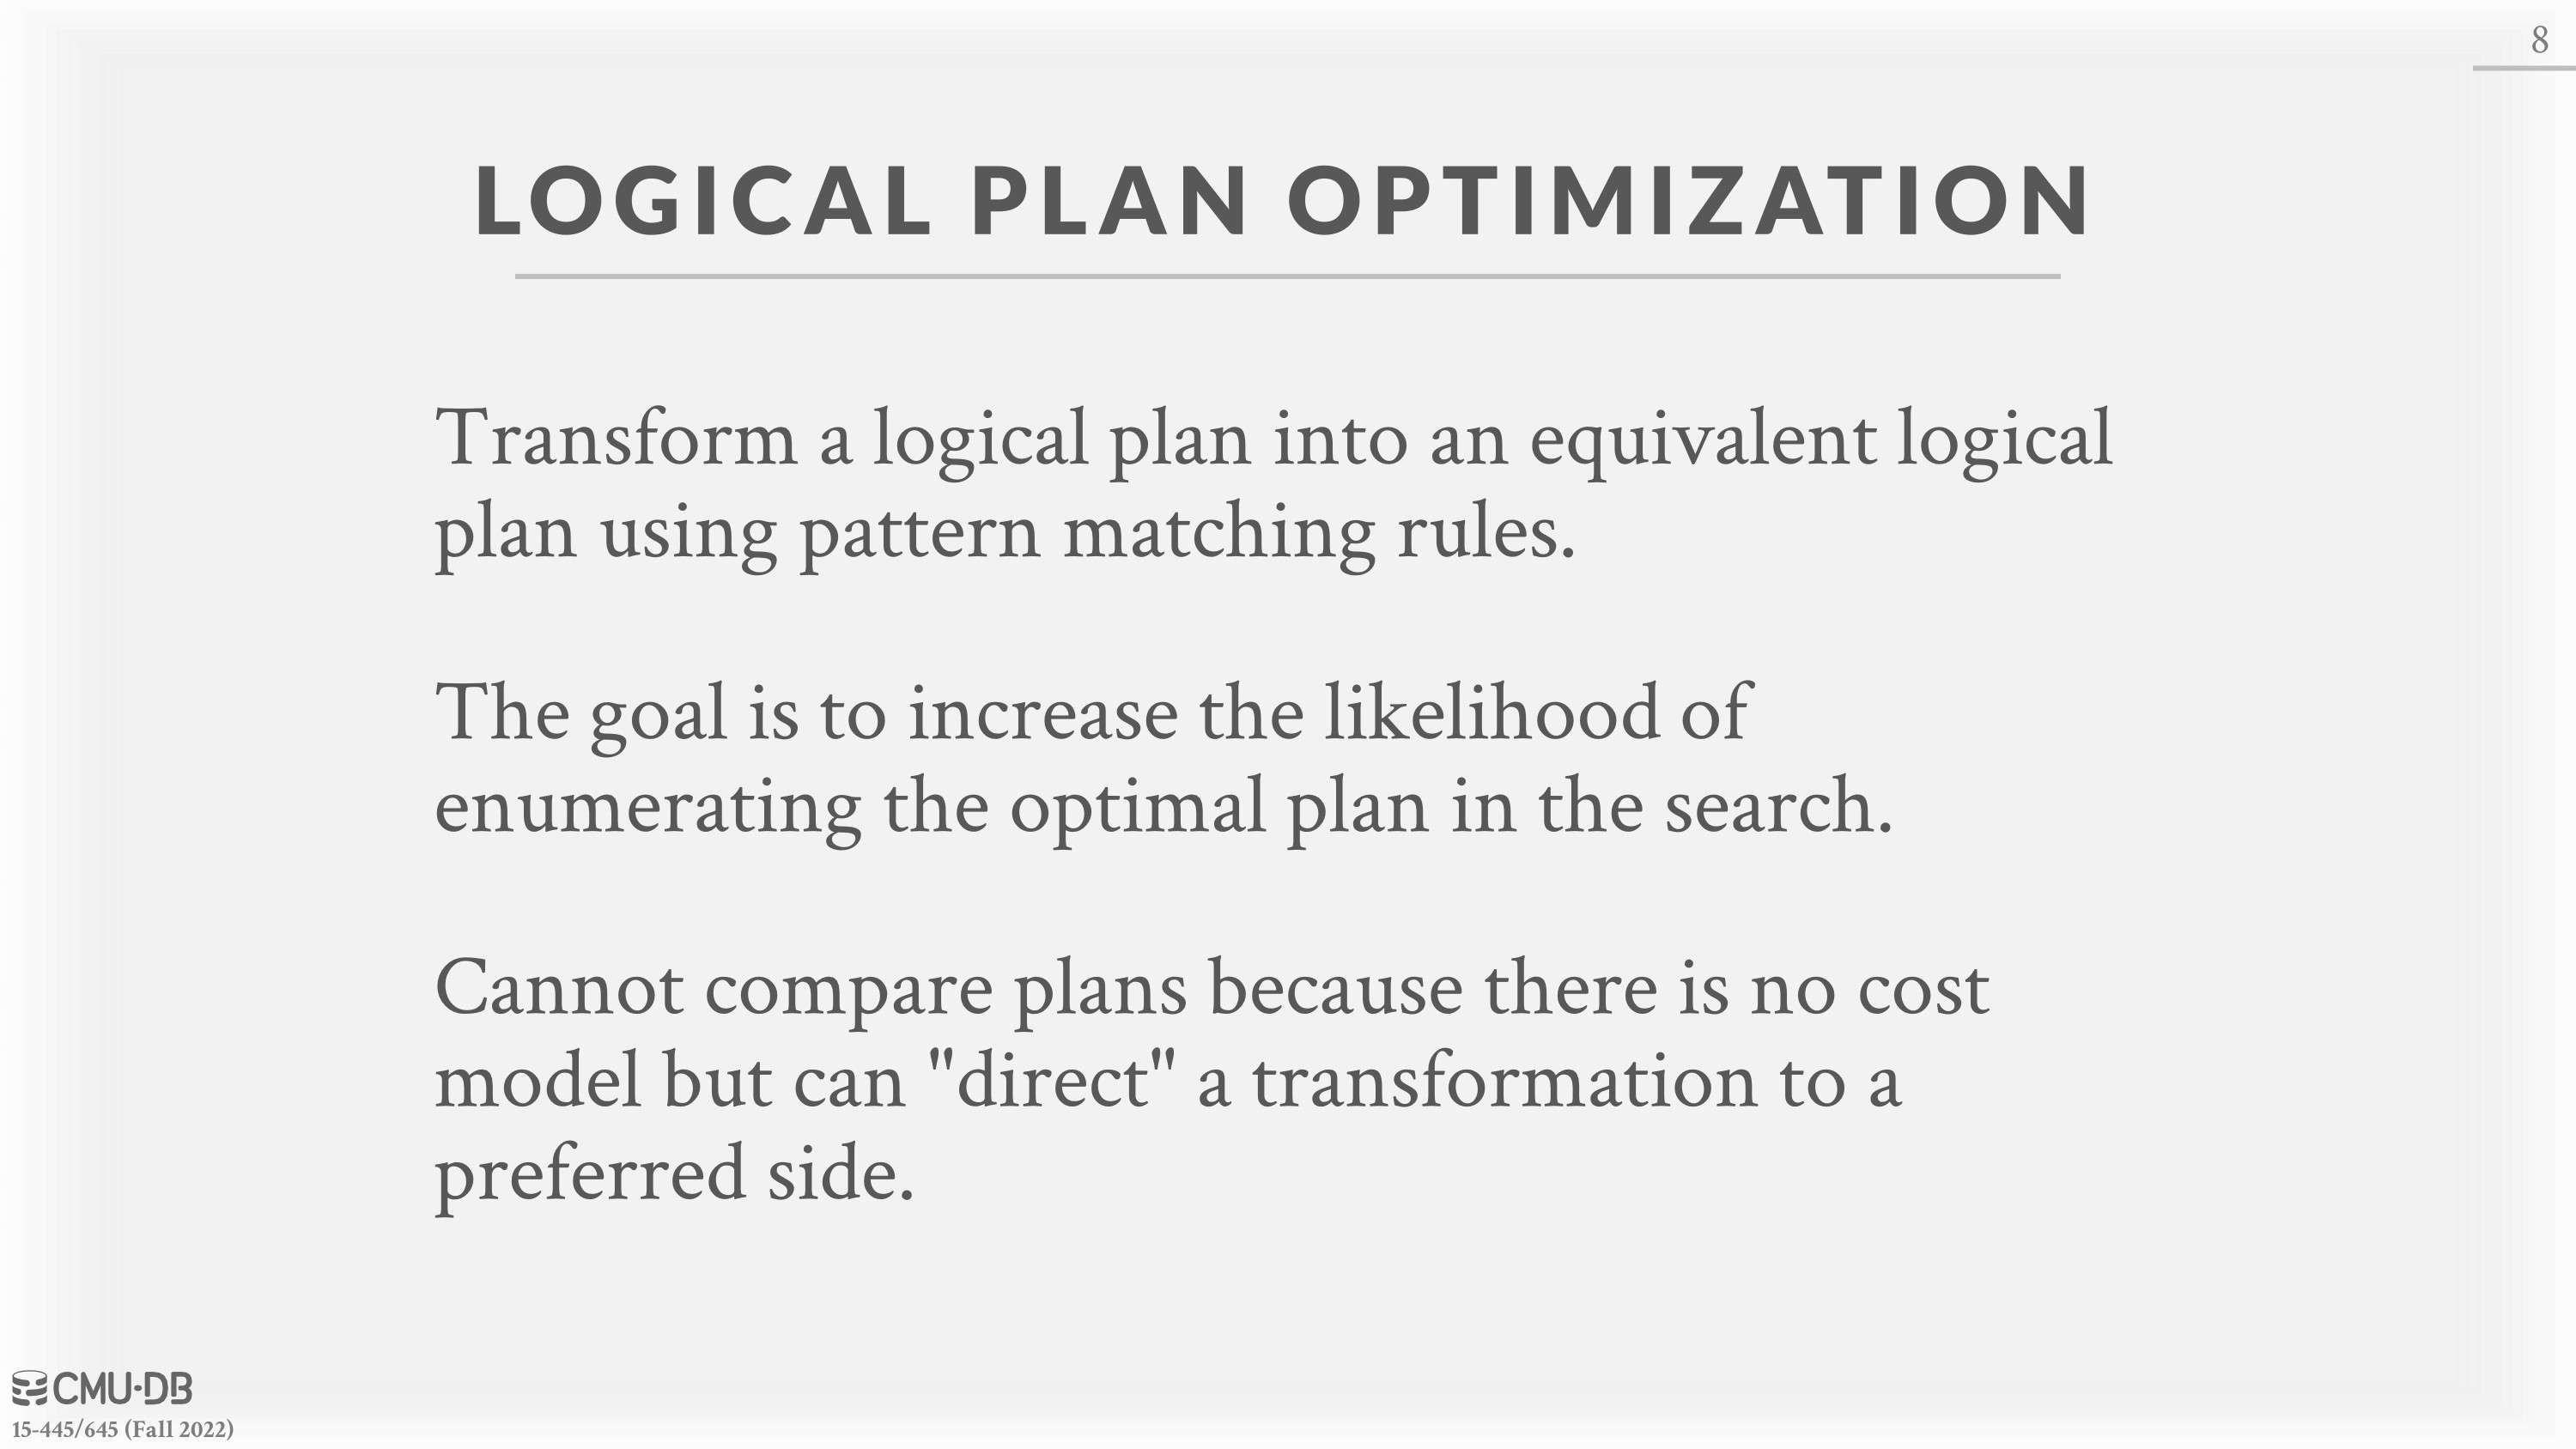 8
LOGICAL PLAN OPTIMIZATION
Transform a logical plan into an equivalent logical
plan using pattern matching rules.
The goal is to increase the likelihood of
enumerating the optimal plan in the search.
Cannot compare plans because there is no cost
model but can "direct" a transformation to a
preferred side.
CMU·DB
15-445/645 (Fall 2022)